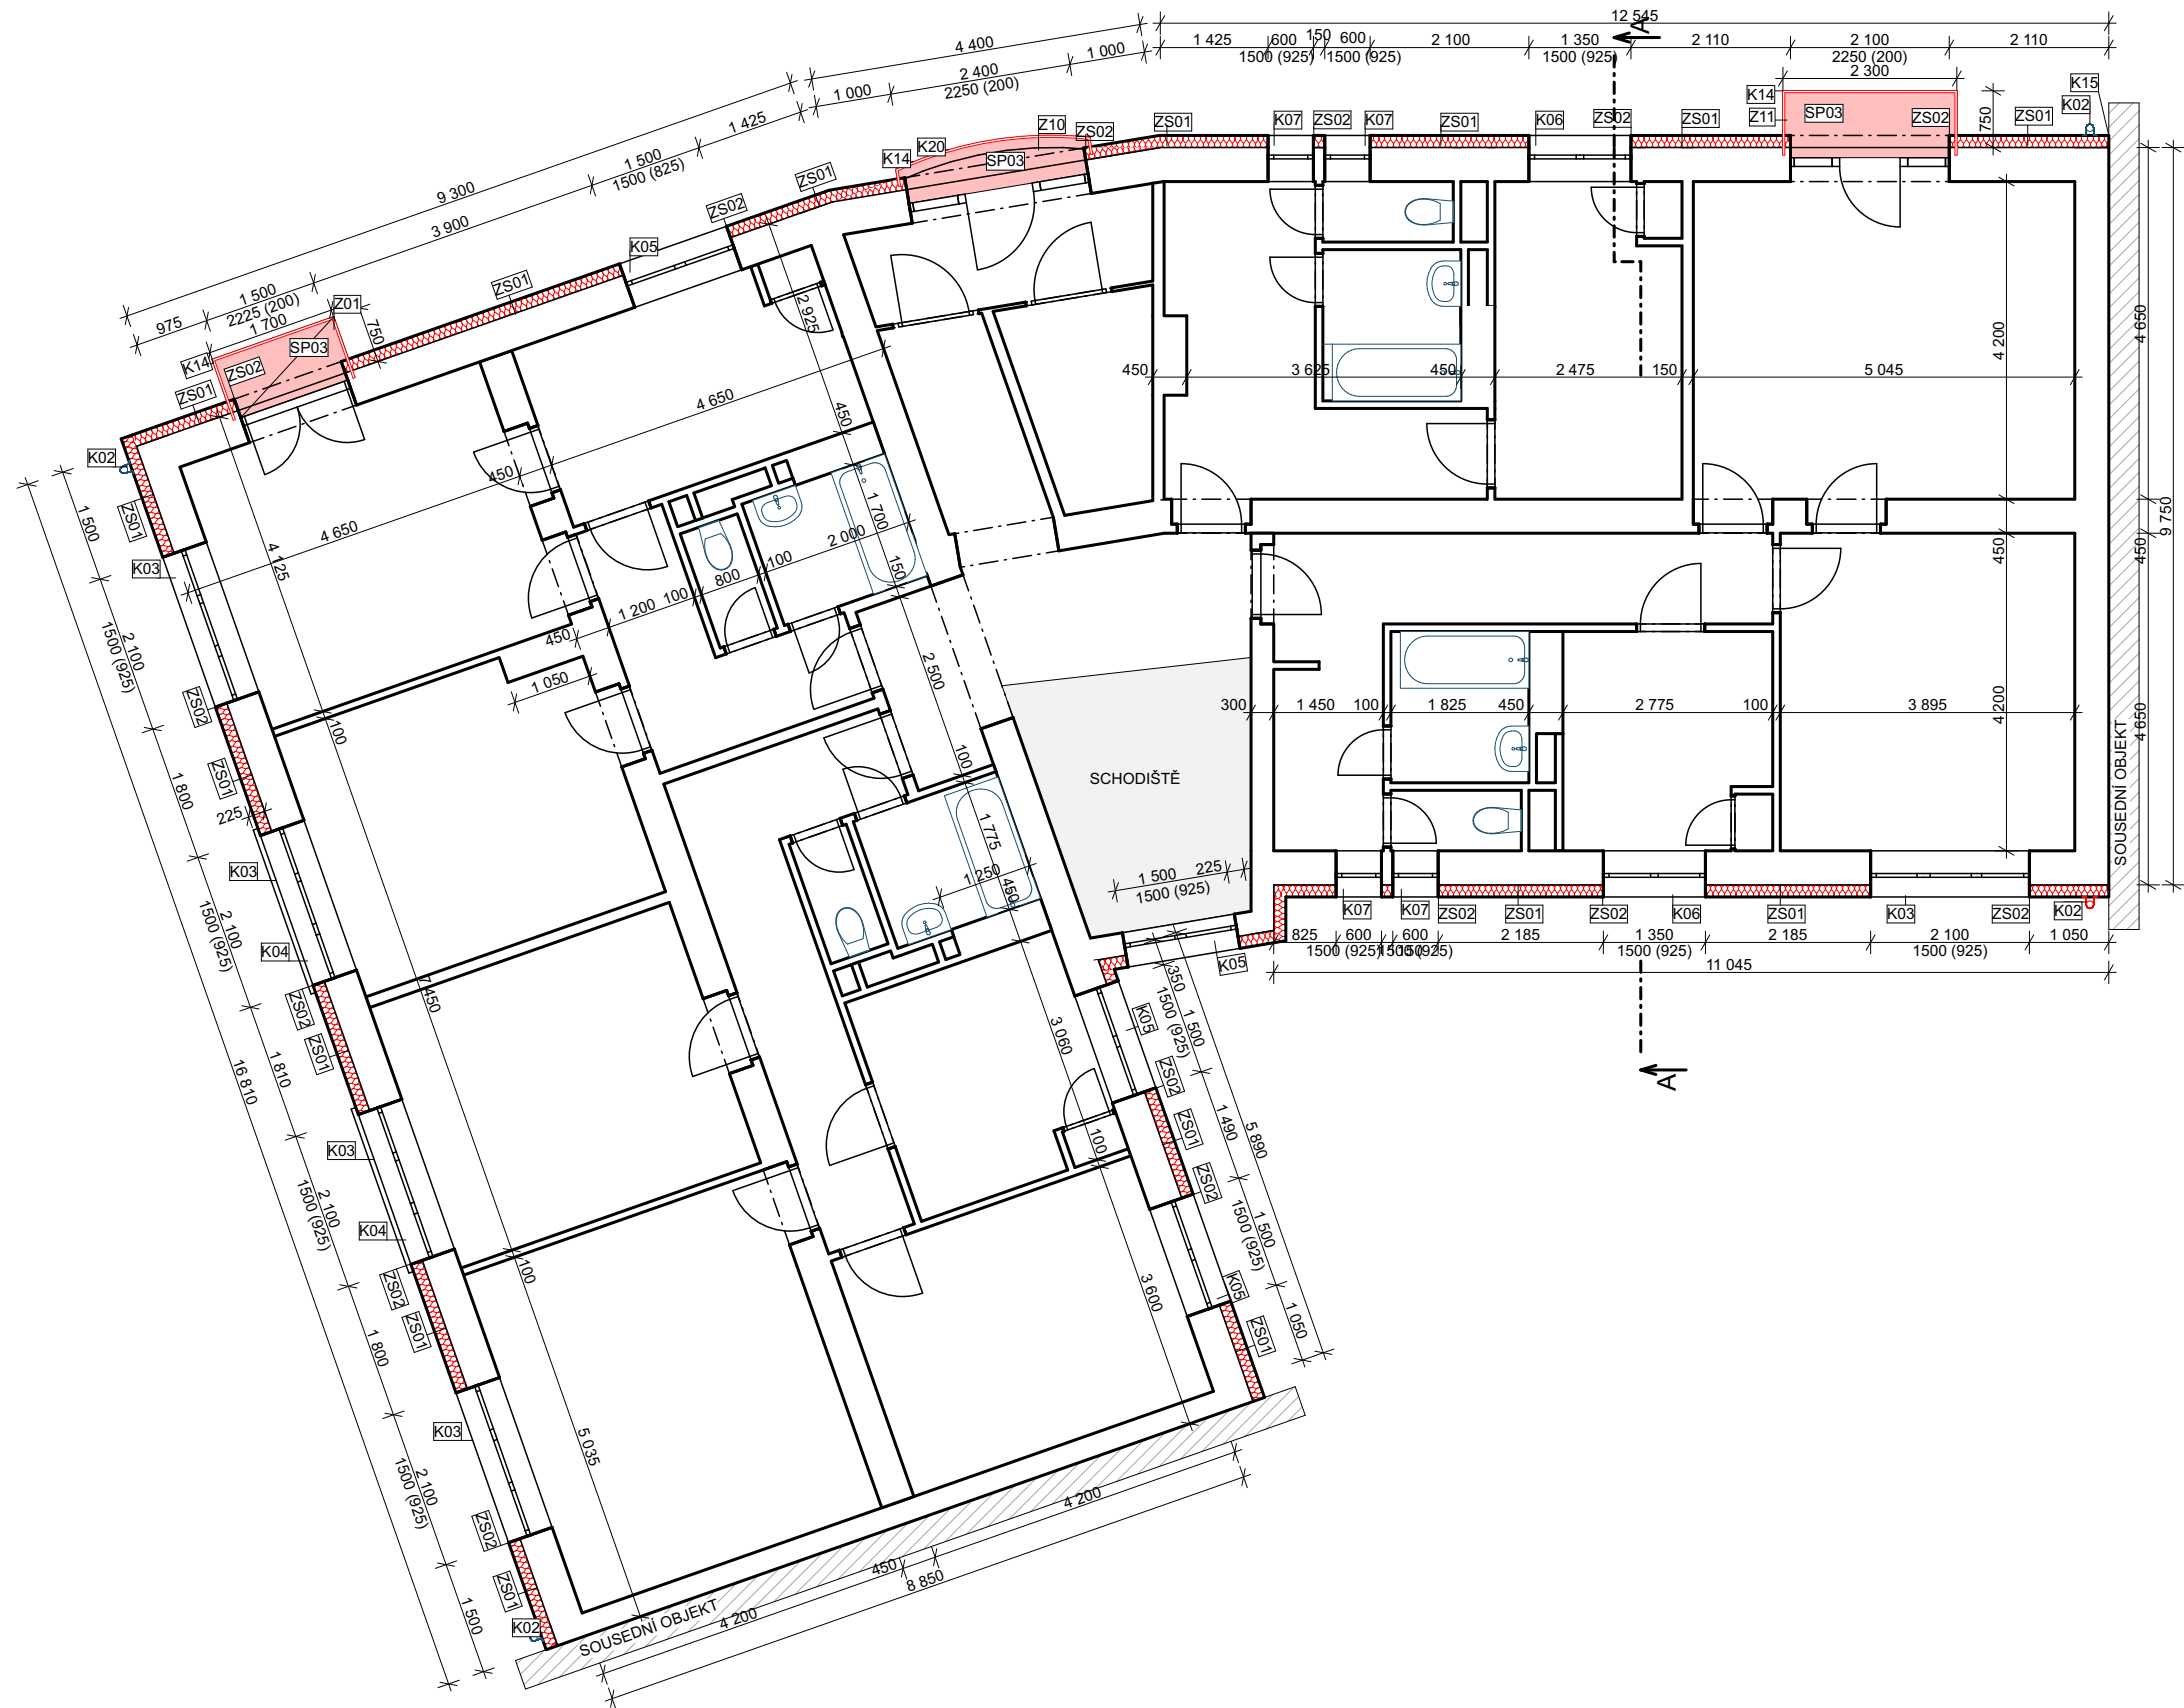 12 545
A
1 425
600
1500 (925)
150
600
1500 (925)
2 100
1 350
1500 (925)
2 110
2 100
2250 (200)
2 110
2 300
4 400
1 000
2 400
2250 (200)
1 000
9 300
1 425
1 500
1500 (825)
3 900
1 500
2225 (200)
975
1 700
750
K14
K15
K02
Z11
SP03
ZS02
ZS01
750
ZS01
K07
ZS02
K07
ZS01
K06
ZS02
ZS01
Z10
ZS02
K20
K14
SP03
ZS01
ZS02
K05
ZS01
Z01
SP03
K14
ZS02
ZS01
K02
ZS01
K03
1 500
2 100
1500 (925)
ZS02
1 800
ZS01
225
K03
2 100
1500 (925)
K04
ZS02
1 810
ZS01
16 810
K03
2 100
1500 (925)
K04
ZS02
1 800
ZS01
K03
2 100
1500 (925)
ZS02
1 500
ZS01
K02
2 925
4 650
450
450
4 650
4 125
1 700
2 000
100
800
100
1 200
450
150
1 050
2 500
100
100
1 775
1 250
450
7 450
3 060
100
100
3 600
5 035
450
3 625
450
2 475
150
5 045
4 200
4 650
450
450
9 750
4 650
300
1 450
100
1 825
450
2 775
100
3 895
4 200
SCHODIŠTĚ
SOUSEDNÍ OBJEKT
1 500
1500 (925)
225
K07
K07
ZS02
ZS01
ZS02
K06
ZS01
K03
ZS02
K02
825
600
1500 (925)
150
600
1500 (925)
2 185
1 350
1500 (925)
2 185
2 100
1500 (925)
1 050
11 045
A
K05
350
1 500
1500 (925)
K05
ZS02
ZS01
1 490
5 890
ZS02
1 500
1500 (925)
K05
1 050
ZS01
SOUSEDNÍ OBJEKT
4 200
450
4 200
8 850